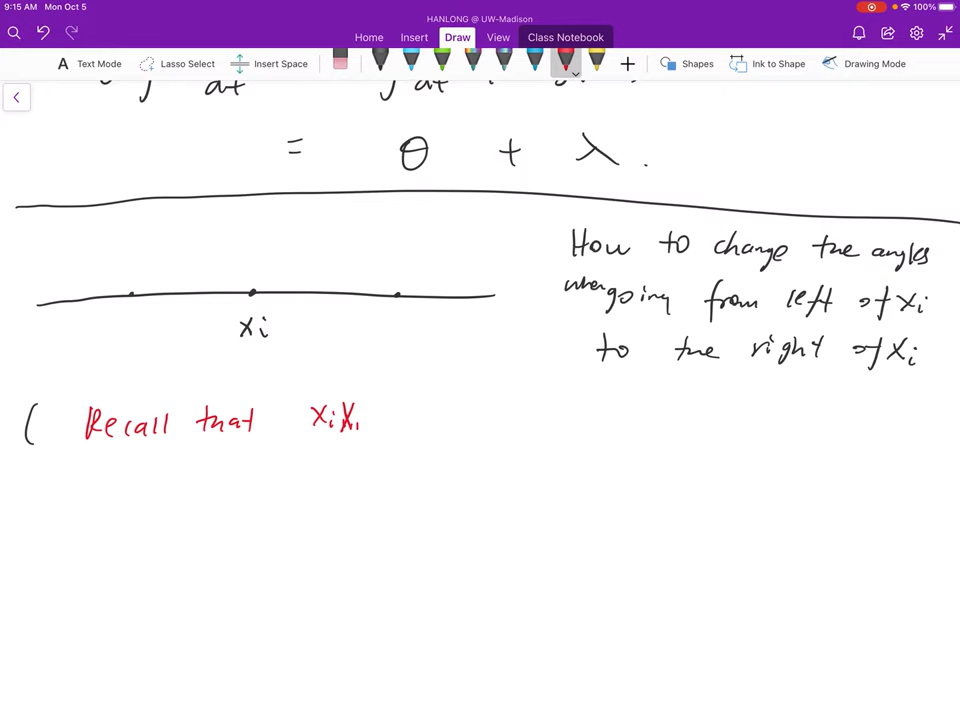 9:15 AM Mon Oct 5
100%
HANLONG @ UW-Madison
Home Insert Draw View Class Notebook
A Text Mode Lasso Select Insert Space Shapes Ink to Shape Drawing Mode
= θ + λ .
How to change the angles
when going from left of xi
to the right of xi
xi
( Recall that xi xi